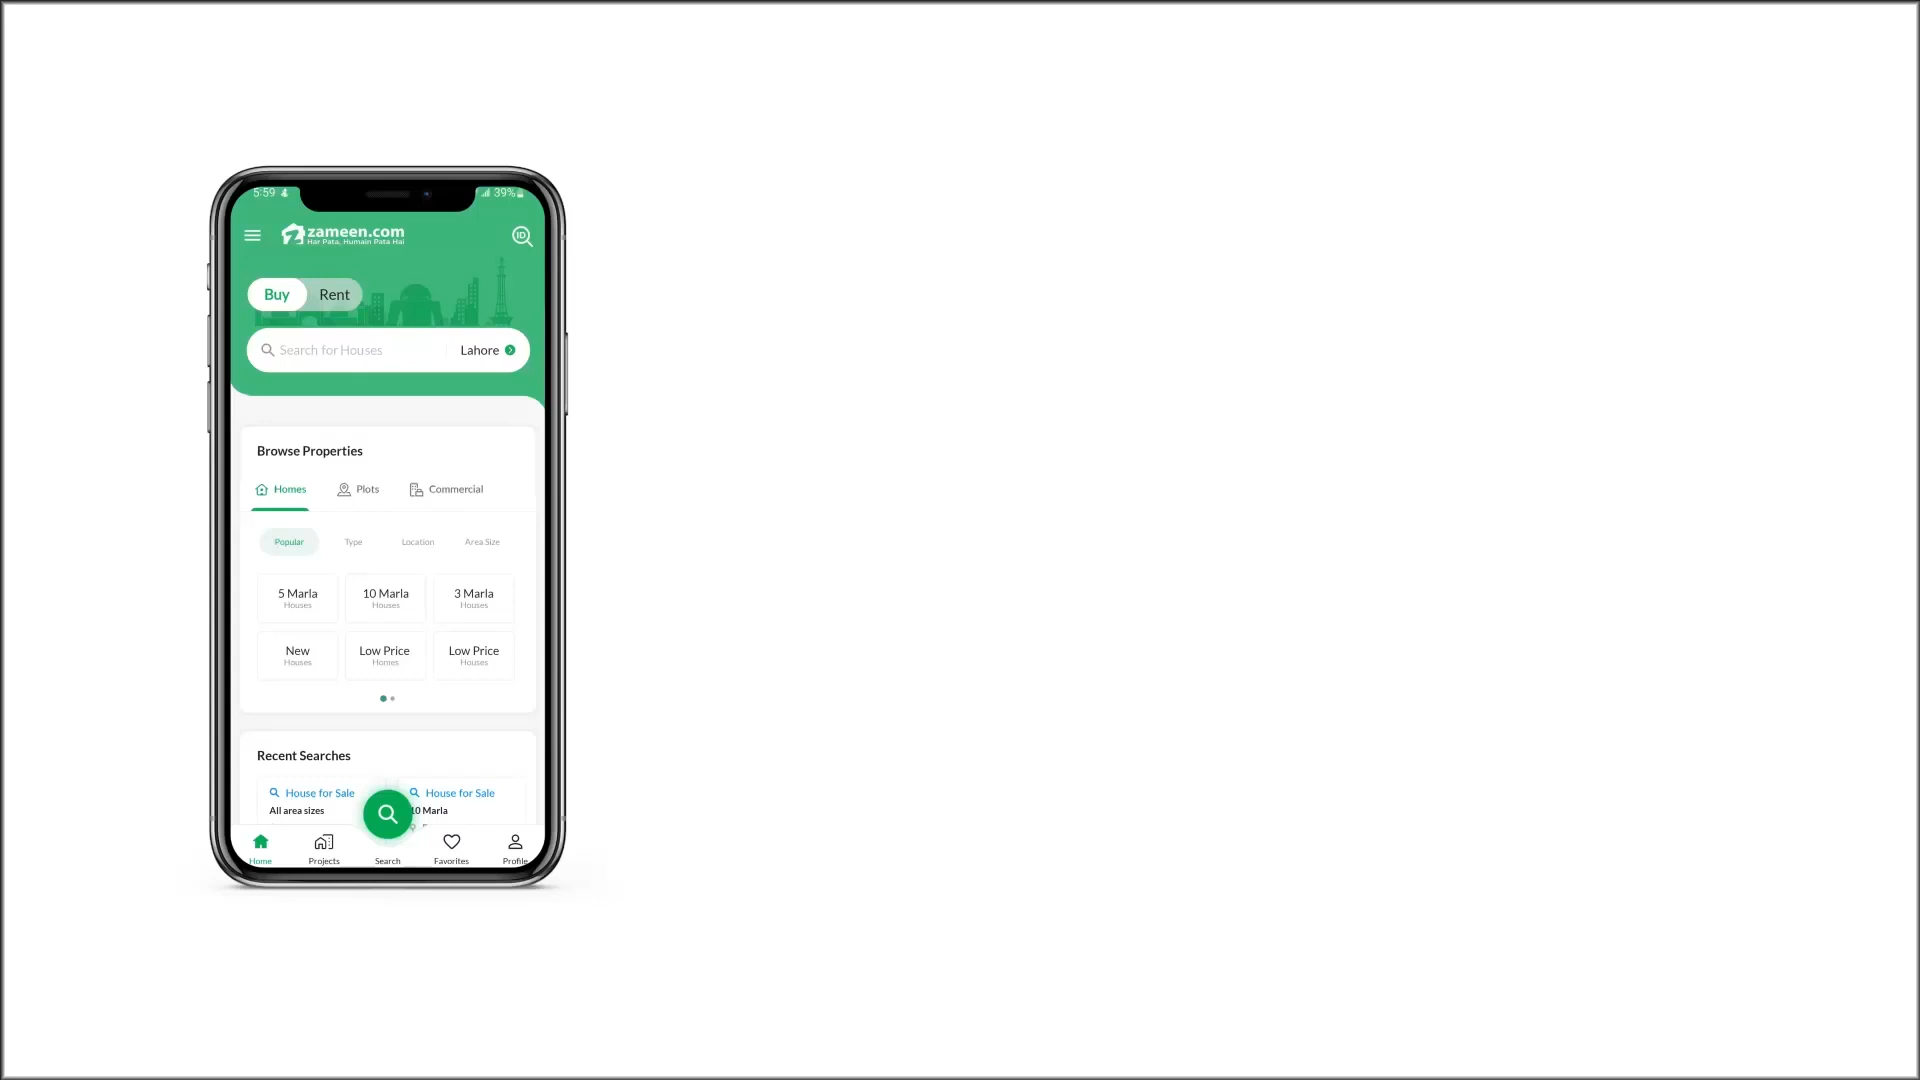 5:59 39%
zameen.com
Har Pata, Humain Pata Hai
ID
Buy Rent
Search for Houses Lahore
Browse Properties
Homes Plots Commercial
Popular Type Location Area Size
5 Marla 10 Marla 3 Marla
Houses Houses Houses
New Low Price Low Price
Houses Homes Houses
Recent Searches
House for Sale House for Sale
All area sizes 10 Marla
Home Projects Search Favorites Profile